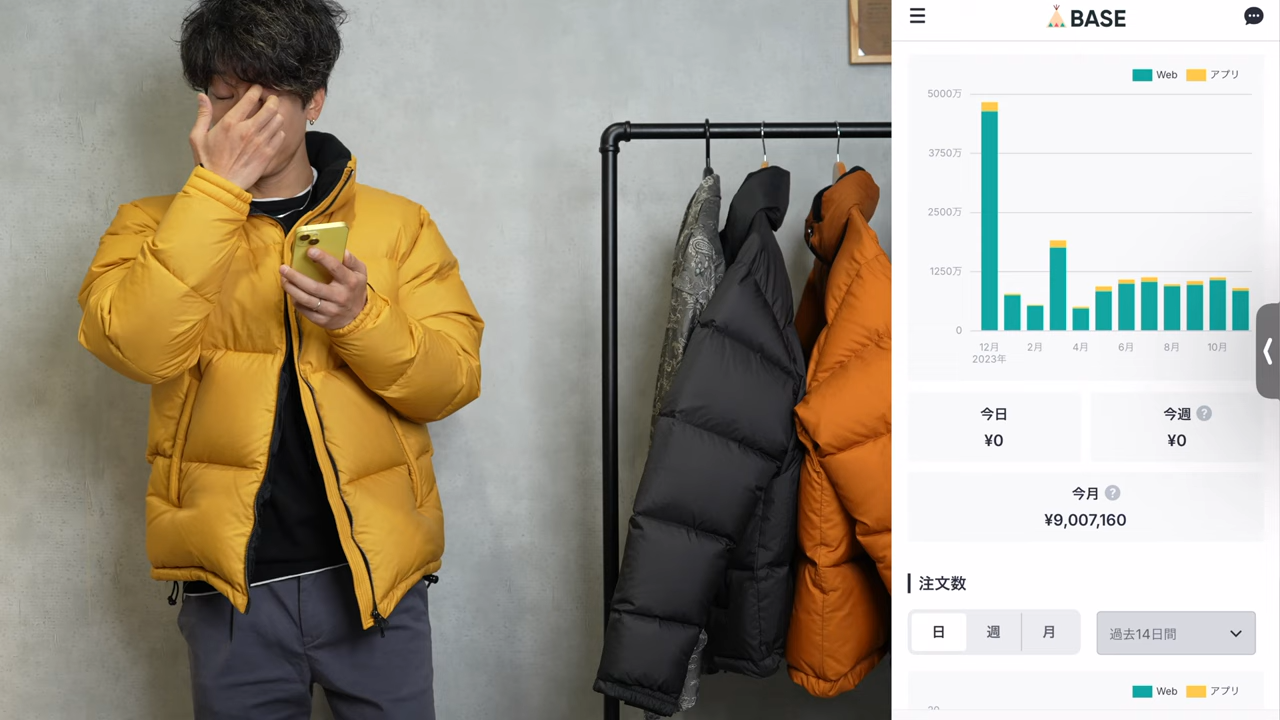 BASE
Web アプリ
5000万
3750万
2500万
1250万
0
12月 2月 4月 6月 8月 10月
2023年
今日 今週 ?
¥0 ¥0
今月 ?
¥9,007,160
注文数
日 週 月 過去14日間
Web アプリ